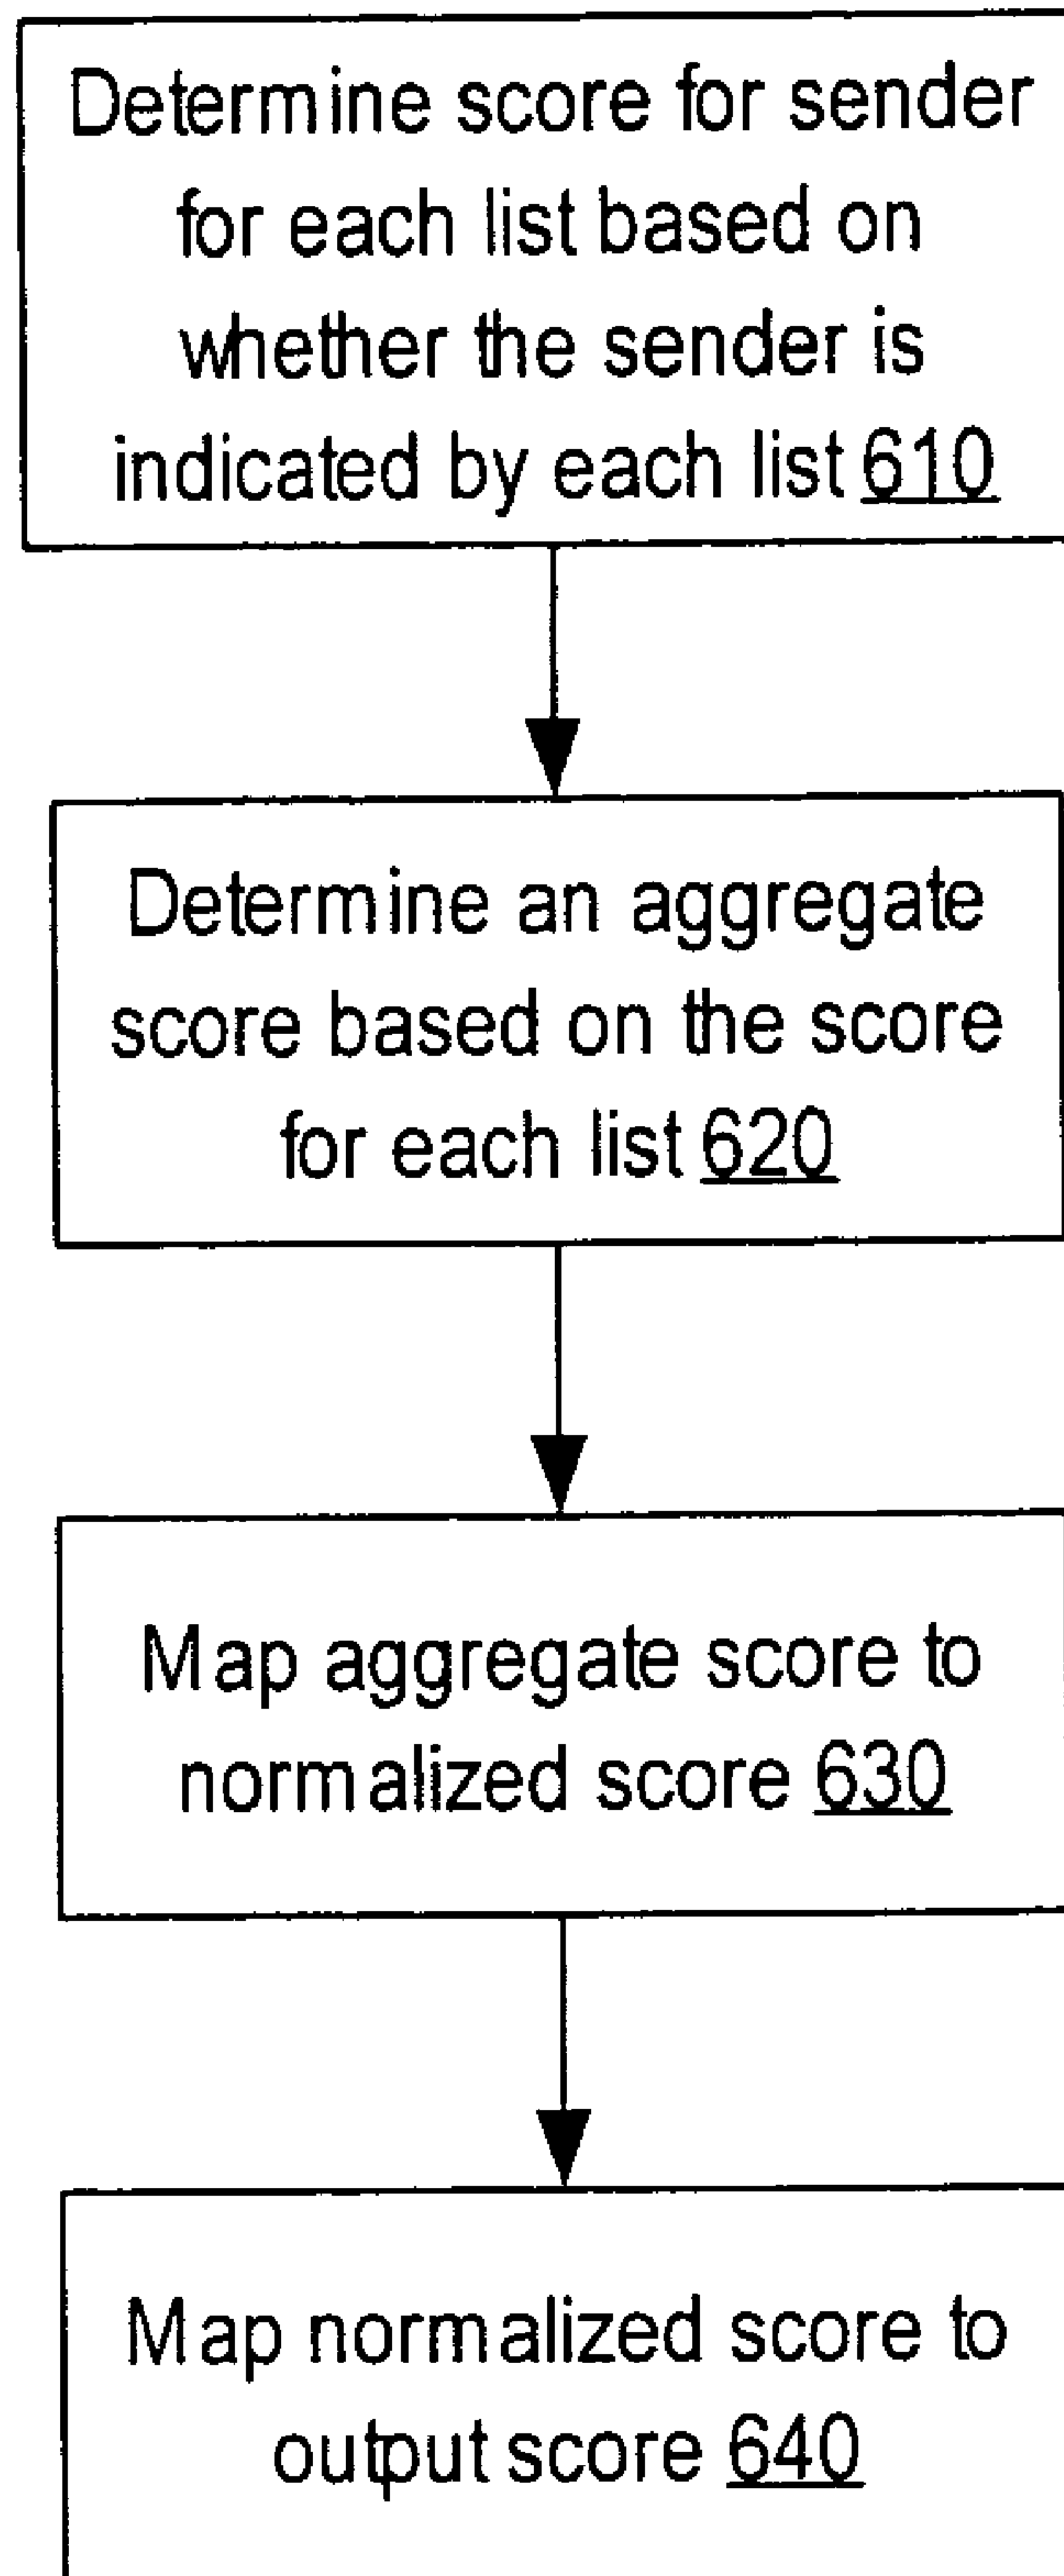 Determine score for sender
for each list based on
whether the sender is
indicated by each list 610
Determine an aggregate
score based on the score
for each list 620
Map aggregate score to
normalized score 630
Map normalized score to
output score 640